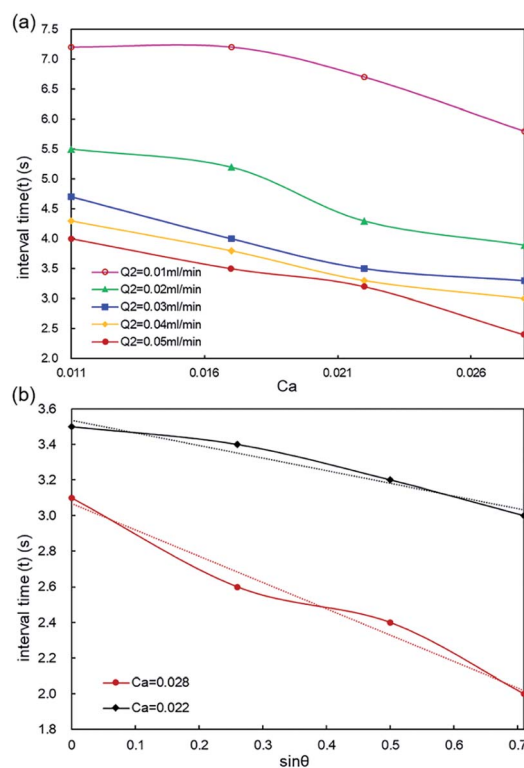 (a)
7.5
7.0
6.5
6.0
5.5
5.0
4.5
4.0
3.5
3.0
2.5
2.0
interval time(t) (s)
Q2=0.01ml/min
Q2=0.02ml/min
Q2=0.03ml/min
Q2=0.04ml/min
Q2=0.05ml/min
0.011 0.016 0.021 0.026
Ca
(b)
3.6
3.4
3.2
3.0
2.8
2.6
2.4
2.2
2.0
1.8
interval time (t) (s)
Ca=0.028
Ca=0.022
0 0.1 0.2 0.3 0.4 0.5 0.6 0.7
sinθ